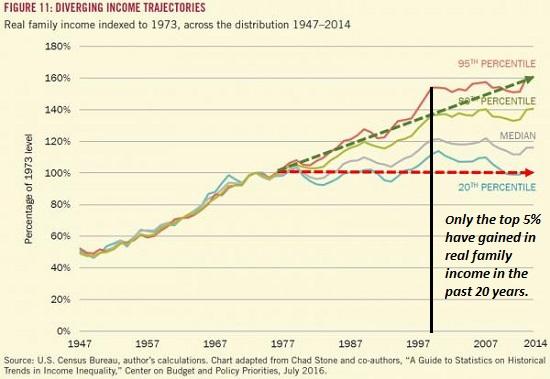 FIGURE 11: DIVERGING INCOME TRAJECTORIES
Real family income indexed to 1973, across the distribution 1947–2014
Percentage of 1973 level
180%
160%
140%
120%
100%
80%
60%
40%
20%
0%
95TH PERCENTILE
80TH PERCENTILE
MEDIAN
20TH PERCENTILE
Only the top 5%
have gained in
real family
income in the
past 20 years.
1947 1957 1967 1977 1987 1997 2007 2014
Source: U.S. Census Bureau, author's calculations. Chart adapted from Chad Stone and co-authors, “A Guide to Statistics on Historical
Trends in Income Inequality,” Center on Budget and Policy Priorities, July 2016.